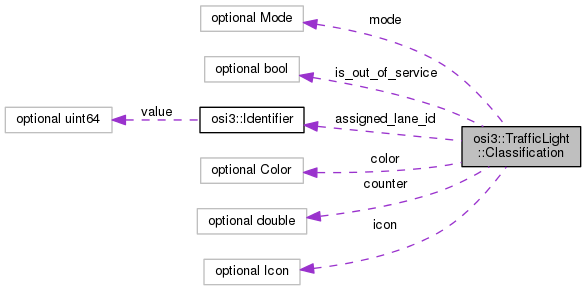 optional Mode
mode
optional bool
is_out_of_service
optional uint64
value
osi3::Identifier
assigned_lane_id
osi3::TrafficLight
::Classification
optional Color
color
counter
optional double
icon
optional Icon